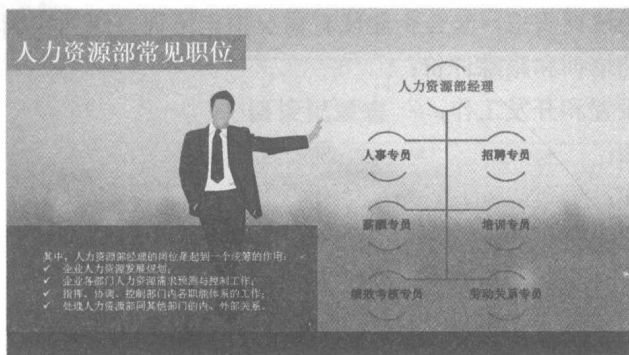 人力资源部常见职位
人力资源部经理
人事专员 招聘专员
薪酬专员 培训专员
绩效考核专员 劳动关系专员
其中，人力资源部经理的岗位是起到一个统筹的作用：
✓ 企业人力资源发展规划；
✓ 企业各部门人力资源需求预测与控制工作；
✓ 指挥、协调、控制部门内各职能体系的工作；
✓ 处理人力资源部同其他部门的内、外部关系。